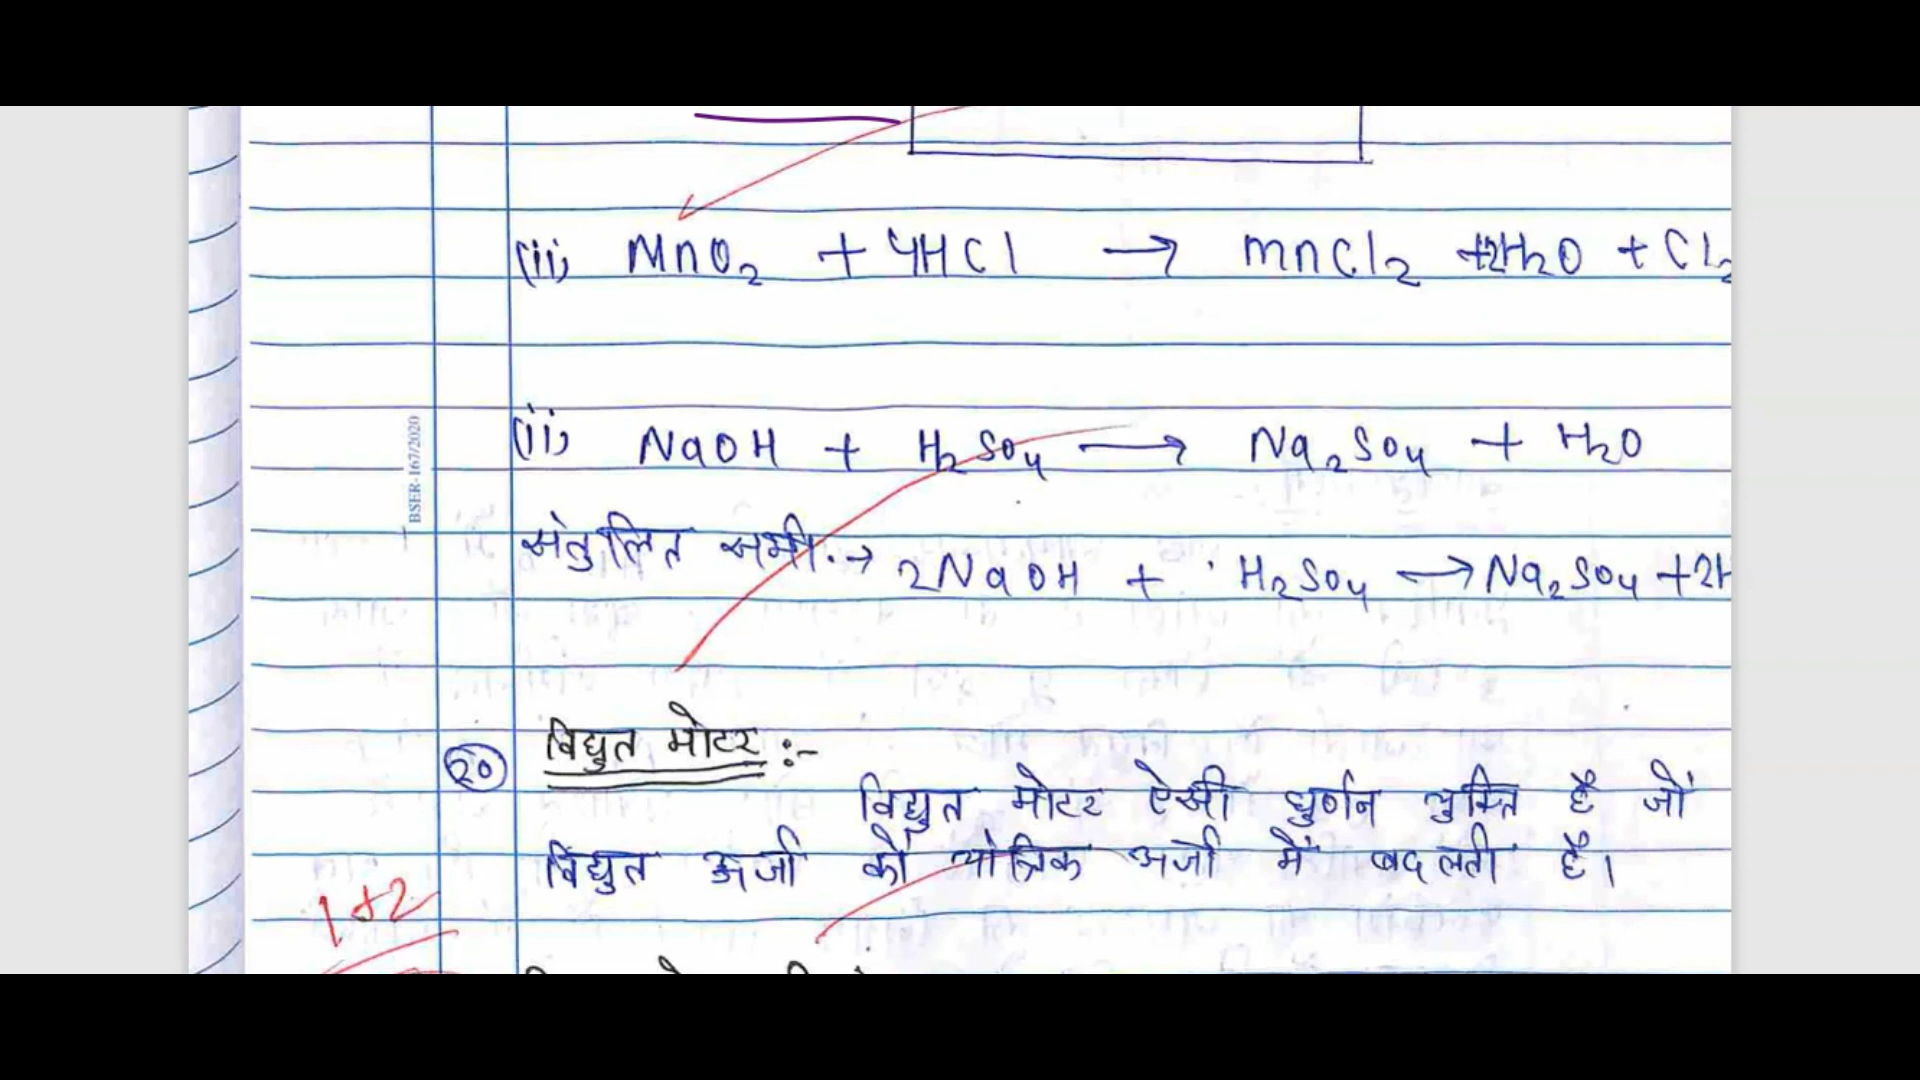 (ii) MnO₂ + 4HCl → mnCl₂ +2H₂O + Cl₂
(ii) NaOH + H₂SO₄ → Na₂SO₄ + H₂O
संतुलित समी. → 2NaOH + H₂SO₄ → Na₂SO₄ + 2H
BSER-167/2020
20 विद्युत मोटर :-
विद्युत मोटर ऐसी घुर्णन युक्ति है जो
विद्युत ऊर्जा को यांत्रिक ऊर्जा में बदलती है।
1+2